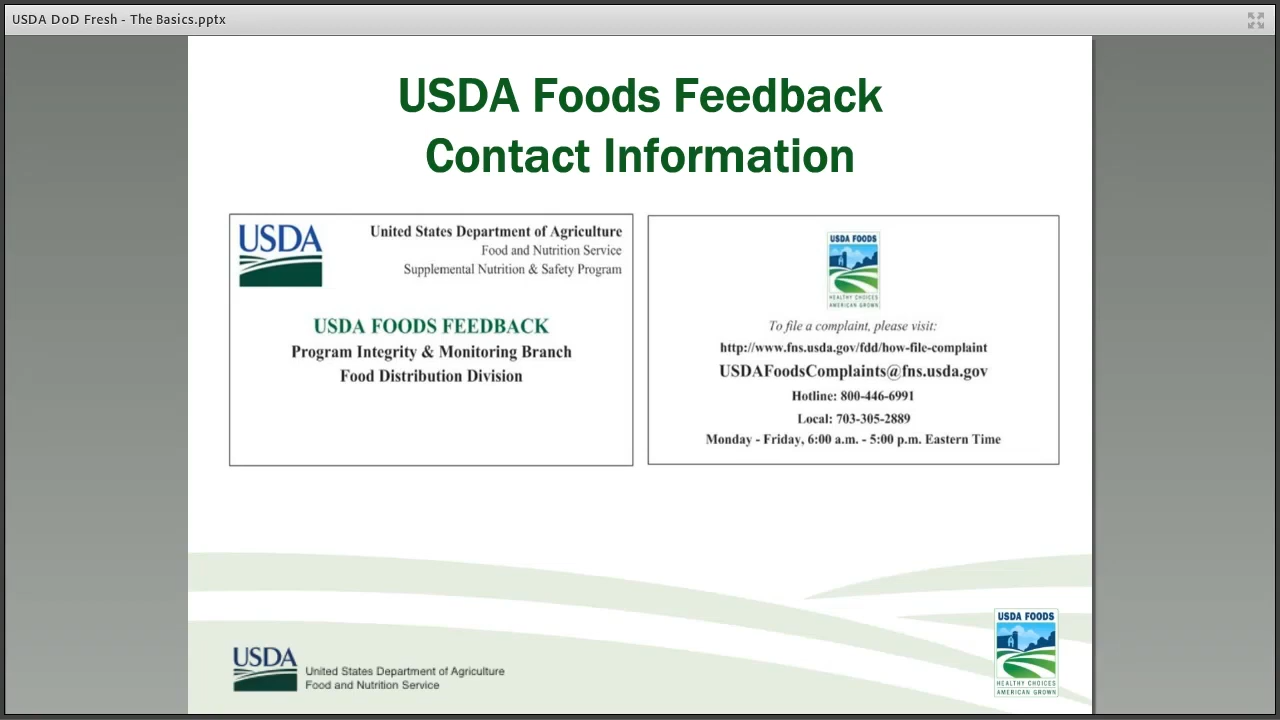 USDA DoD Fresh - The Basics.pptx
USDA Foods Feedback
Contact Information
USDA
United States Department of Agriculture
Food and Nutrition Service
Supplemental Nutrition & Safety Program
USDA FOODS FEEDBACK
Program Integrity & Monitoring Branch
Food Distribution Division
USDA FOODS
HEALTHY CHOICES
AMERICAN GROWN
To file a complaint, please visit:
http://www.fns.usda.gov/fdd/how-file-complaint
USDAFoodsComplaints@fns.usda.gov
Hotline: 800-446-6991
Local: 703-305-2889
Monday - Friday, 6:00 a.m. - 5:00 p.m. Eastern Time
USDA
United States Department of Agriculture
Food and Nutrition Service
USDA FOODS
HEALTHY CHOICES
AMERICAN GROWN